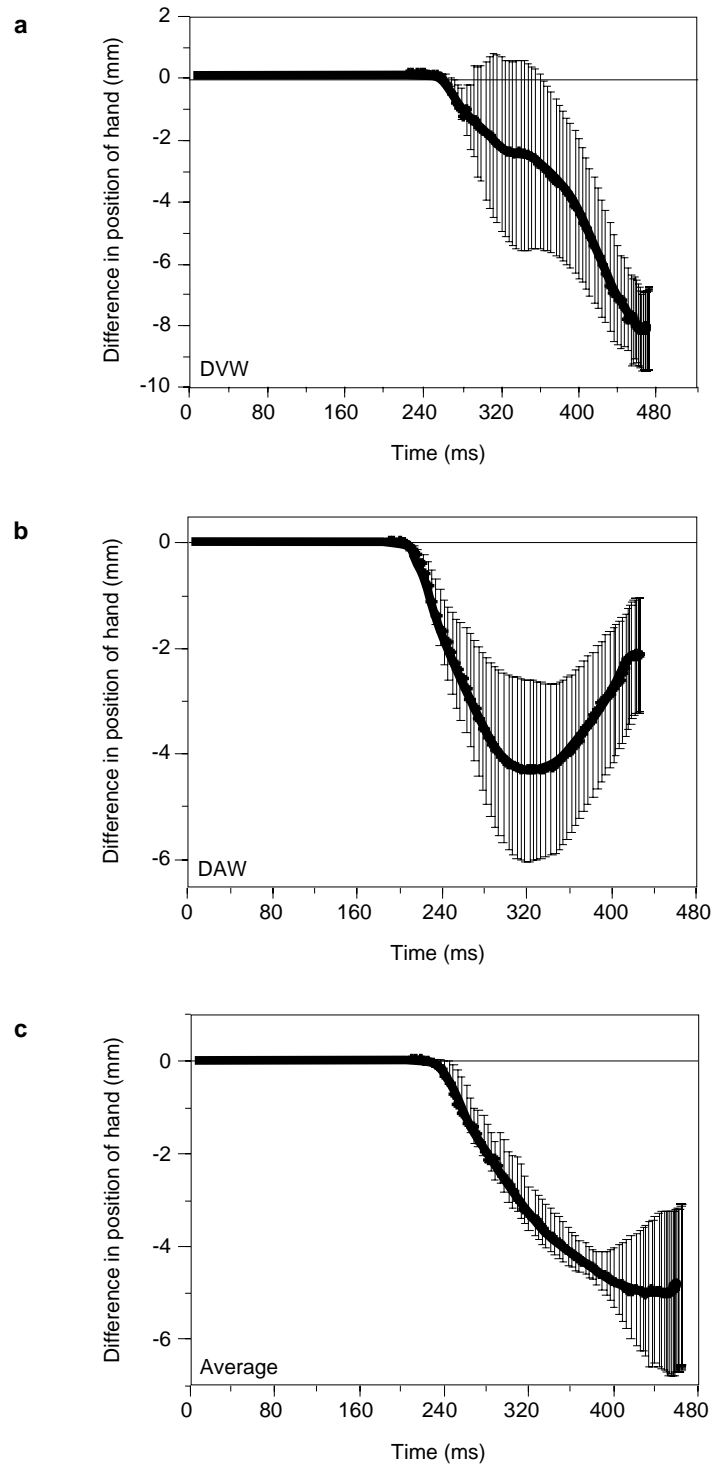 a
Difference in position of hand (mm)
2
0
-2
-4
-6
-8
-10
DVW
0 80 160 240 320 400 480
Time (ms)
b
Difference in position of hand (mm)
0
-2
-4
-6
DAW
0 80 160 240 320 400 480
Time (ms)
c
Difference in position of hand (mm)
0
-2
-4
-6
Average
0 80 160 240 320 400 480
Time (ms)